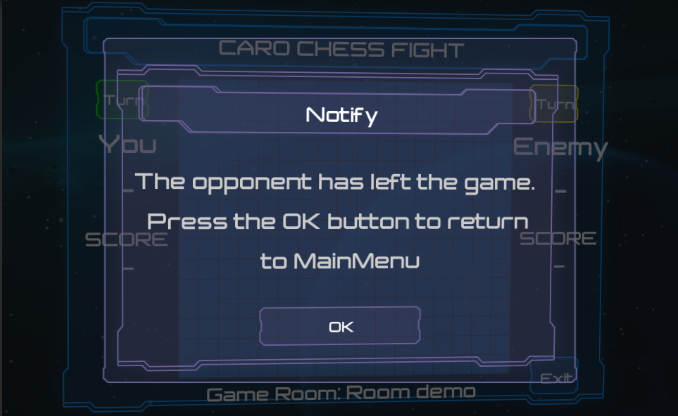 CARO CHESS FIGHT
Turn
Turn
Notify
You
Enemy
The opponent has left the game.
Press the OK button to return
to MainMenu
-
-
SCORE
SCORE
-
-
OK
Exit
Game Room: Room demo